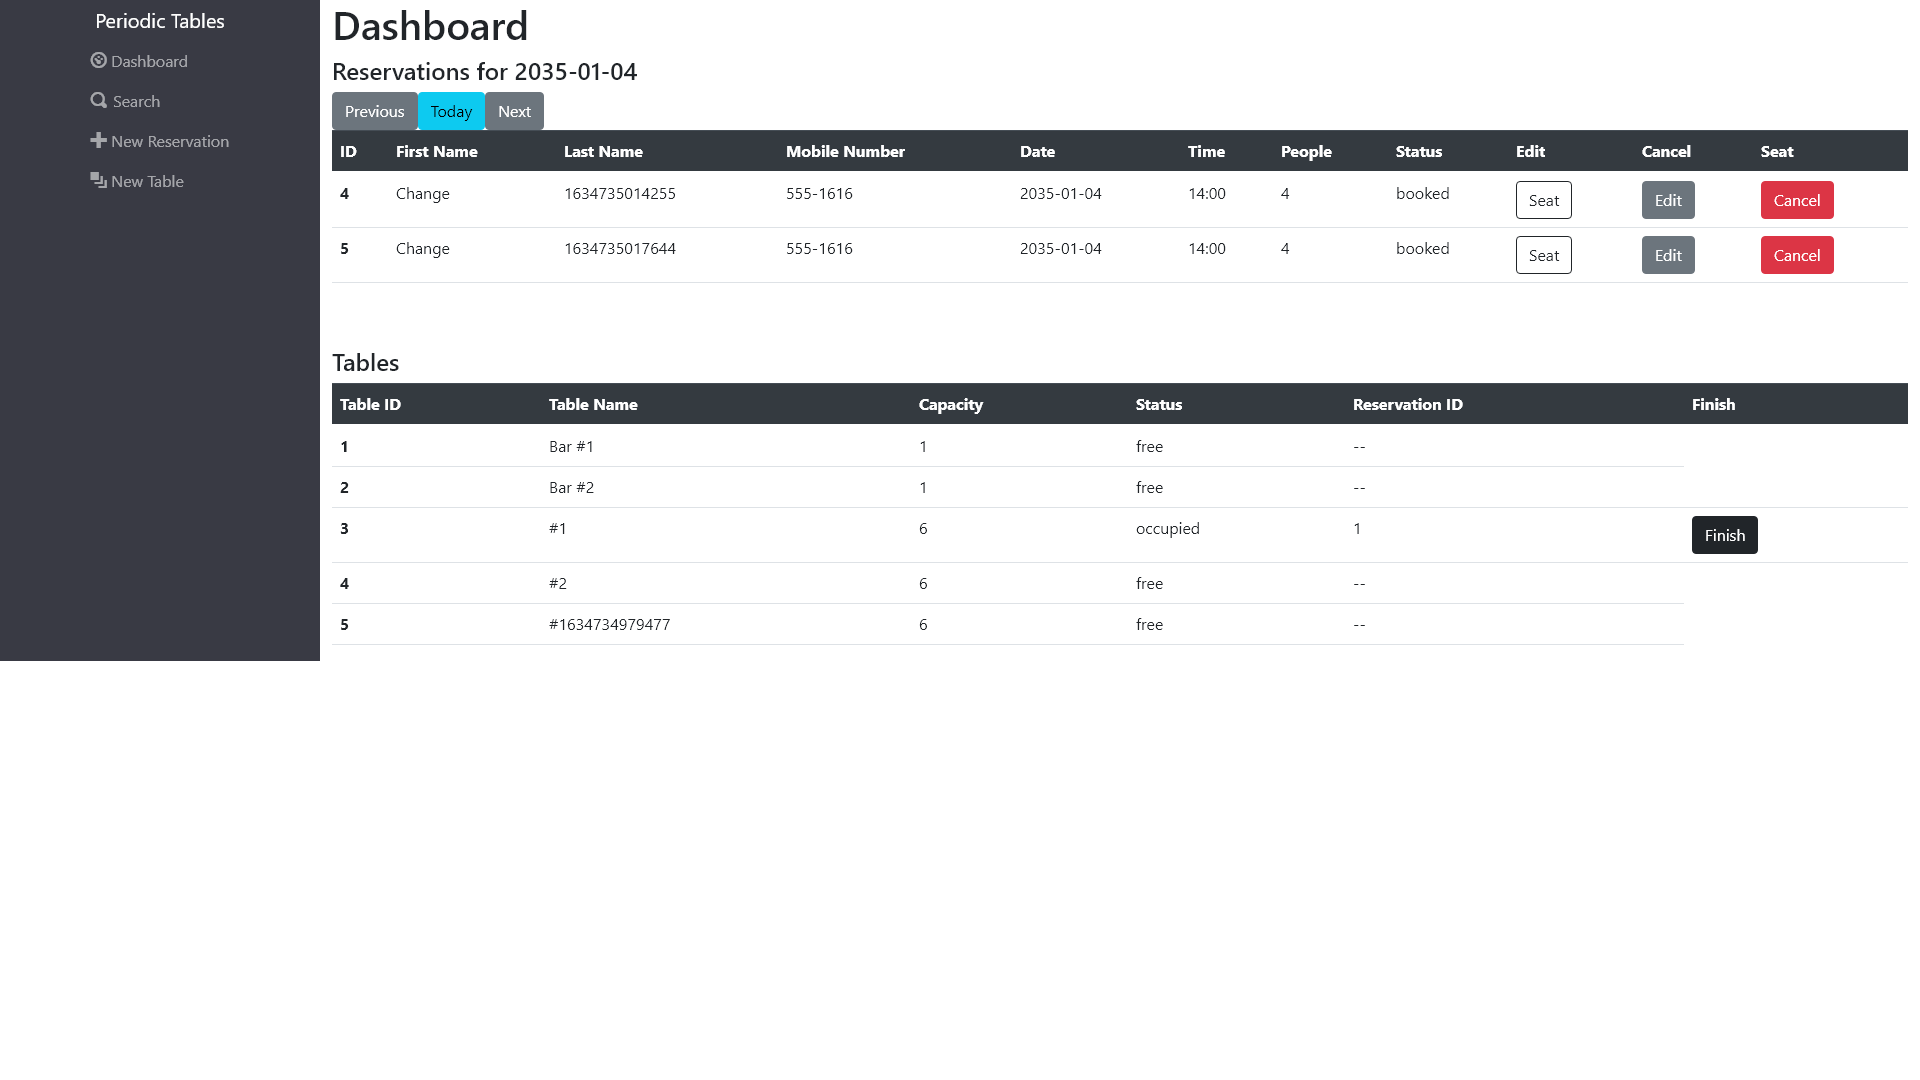 Periodic Tables
Dashboard
Search
New Reservation
New Table
Dashboard
Reservations for 2035-01-04
Previous Today Next
ID First Name Last Name Mobile Number Date Time People Status Edit Cancel Seat
4 Change 1634735014255 555-1616 2035-01-04 14:00 4 booked Seat Edit Cancel
5 Change 1634735017644 555-1616 2035-01-04 14:00 4 booked Seat Edit Cancel
Tables
Table ID Table Name Capacity Status Reservation ID Finish
1 Bar #1 1 free --
2 Bar #2 1 free --
3 #1 6 occupied 1 Finish
4 #2 6 free --
5 #1634734979477 6 free --